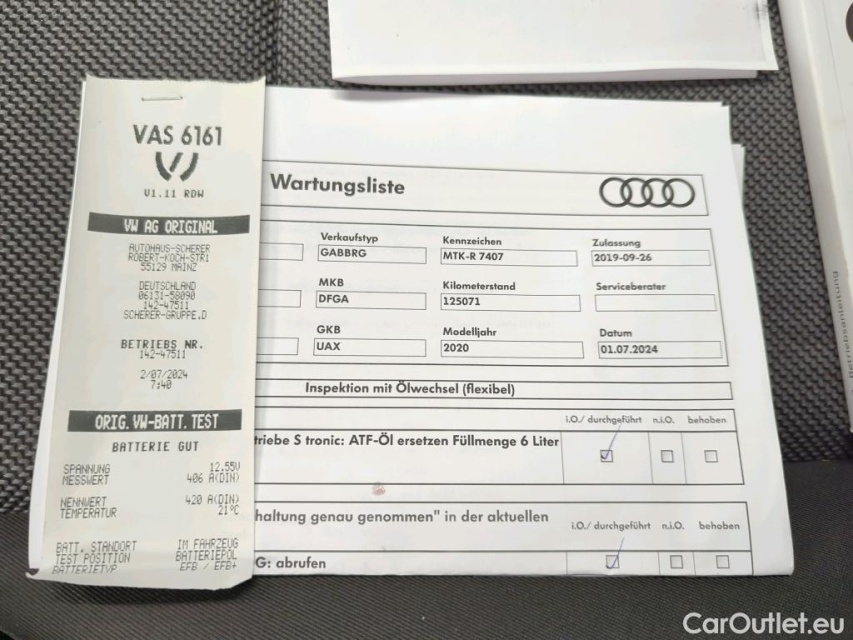 VAS 6161
V1.11 RDW
VW AG ORIGINAL
AUTOHAUS-SCHERER
ROBERT-KOCH-STR1
55129 MAINZ
DEUTSCHLAND
06131-58090
142-47511
SCHERER-GRUPPE.D
BETRIEBS NR.
142-47511
2/07/2024
7:40
ORIG.VW-BATT.TEST
BATTERIE GUT
SPANNUNG 12.55V
MESSWERT 406 A(DIN)
NENNWERT 420 A(DIN)
TEMPERATUR 21°C
BATT. STANDORT IM FAHRZEUG
TEST POSITION BATTERIEPOL
BATTERIETYP EFB / EFB+
Wartungsliste
Verkaufstyp Kennzeichen Zulassung
GABBRG MTK-R 7407 2019-09-26
MKB Kilometerstand Serviceberater
DFGA 125071
GKB Modelljahr Datum
UAX 2020 01.07.2024
Inspektion mit Ölwechsel (flexibel)
i.O./ durchgeführt n.i.O. behoben
triebe S tronic: ATF-Öl ersetzen Füllmenge 6 Liter
haltung genau genommen" in der aktuellen
i.O./ durchgeführt n.i.O. behoben
G: abrufen
Betriebsanleitung
CarOutlet.eu